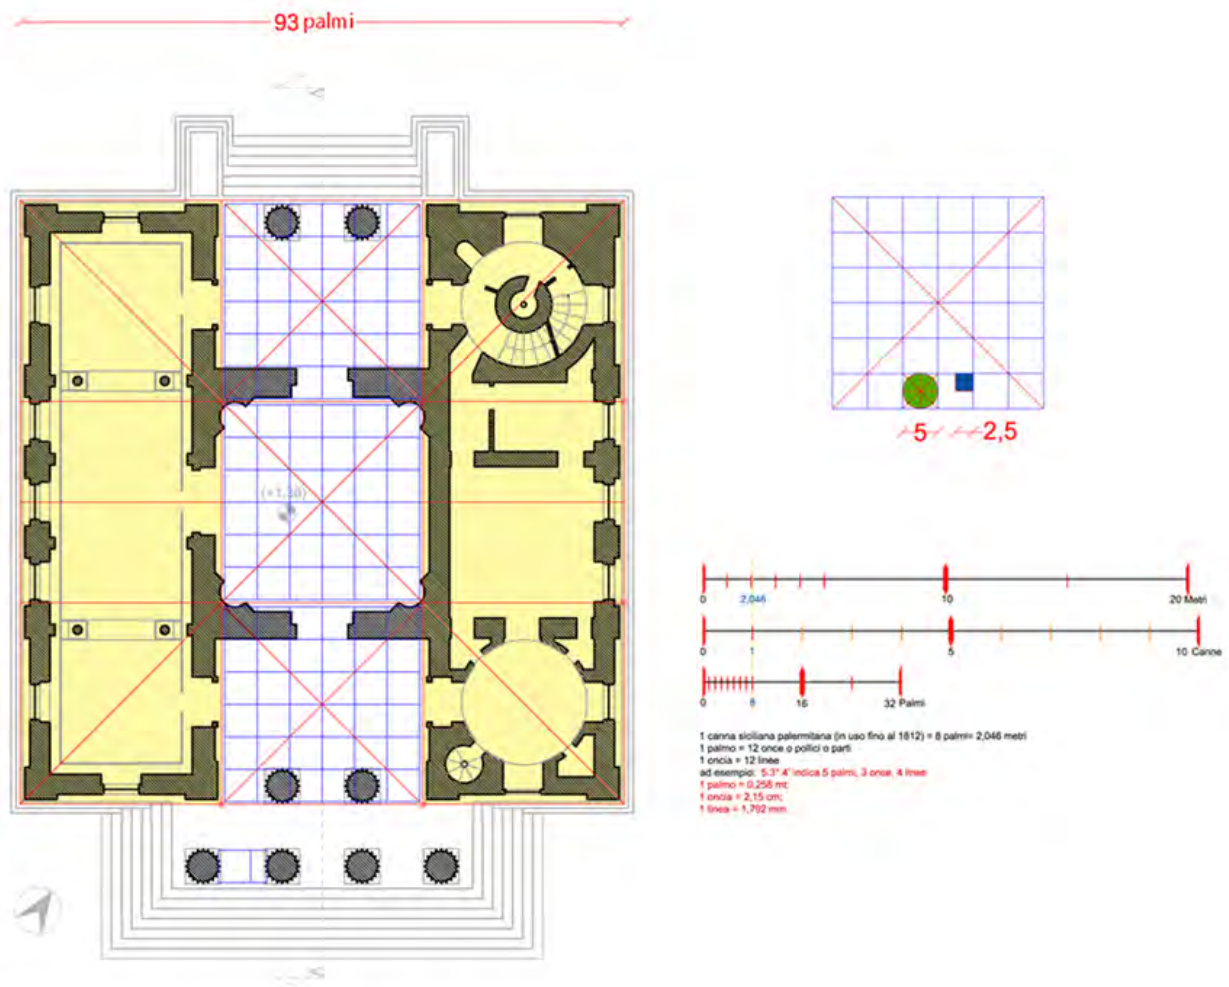 93 palmi
(+1,30)
5 2,5
0 2,046 10 20 Metri
0 1 5 10 Canne
0 8 16 32 Palmi
1 canna siciliana palermitana (in uso fino al 1812) = 8 palmi= 2,046 metri
1 palmo = 12 once o pollici o parti
1 oncia = 12 linee
ad esempio: 5.3" 4' indica 5 palmi, 3 once, 4 linee
1 palmo = 0,258 mt;
1 oncia = 2,15 cm;
1 linea = 1,792 mm.